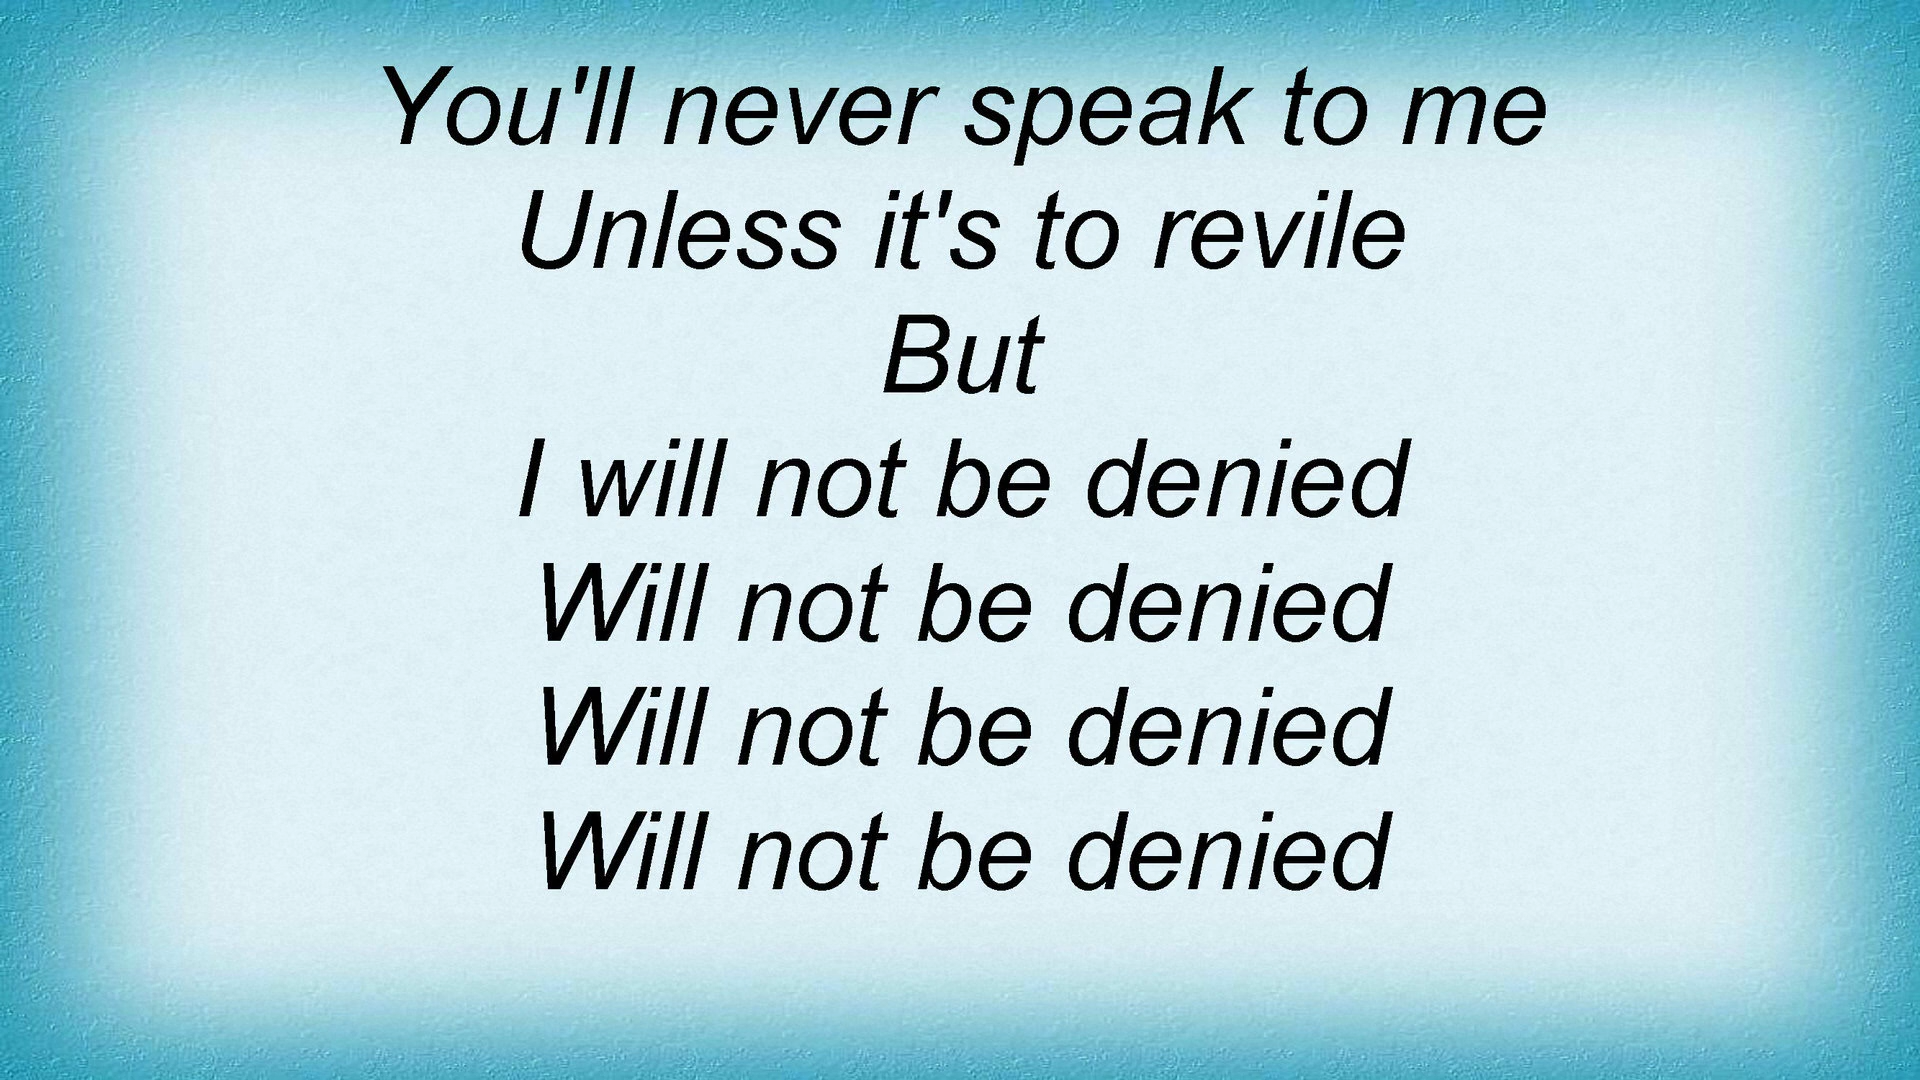 You'll never speak to me
Unless it's to revile
But
I will not be denied
Will not be denied
Will not be denied
Will not be denied